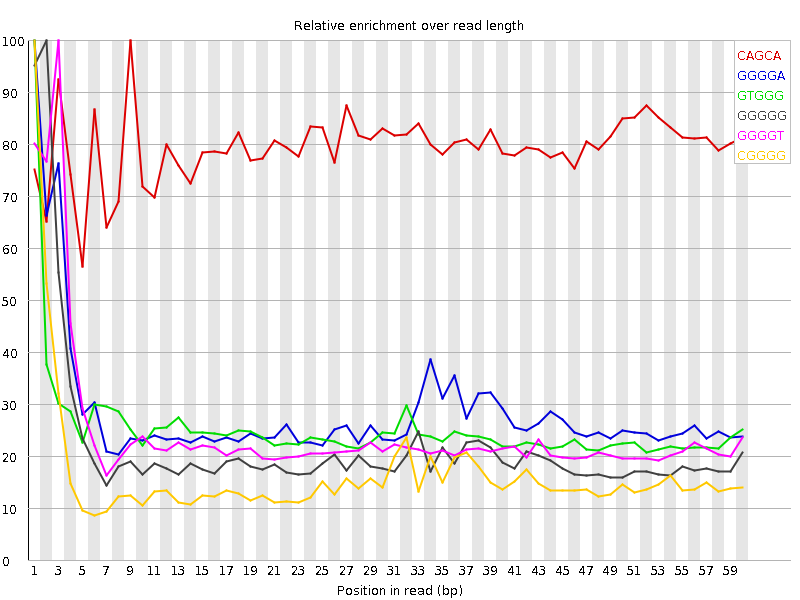 Relative enrichment over read length
100
90
80
70
60
50
40
30
20
10
0
CAGCA
GGGGA
GTGGG
GGGGG
GGGGT
CGGGG
1 3 5 7 9 11 13 15 17 19 21 23 25 27 29 31 33 35 37 39 41 43 45 47 49 51 53 55 57 59
Position in read (bp)